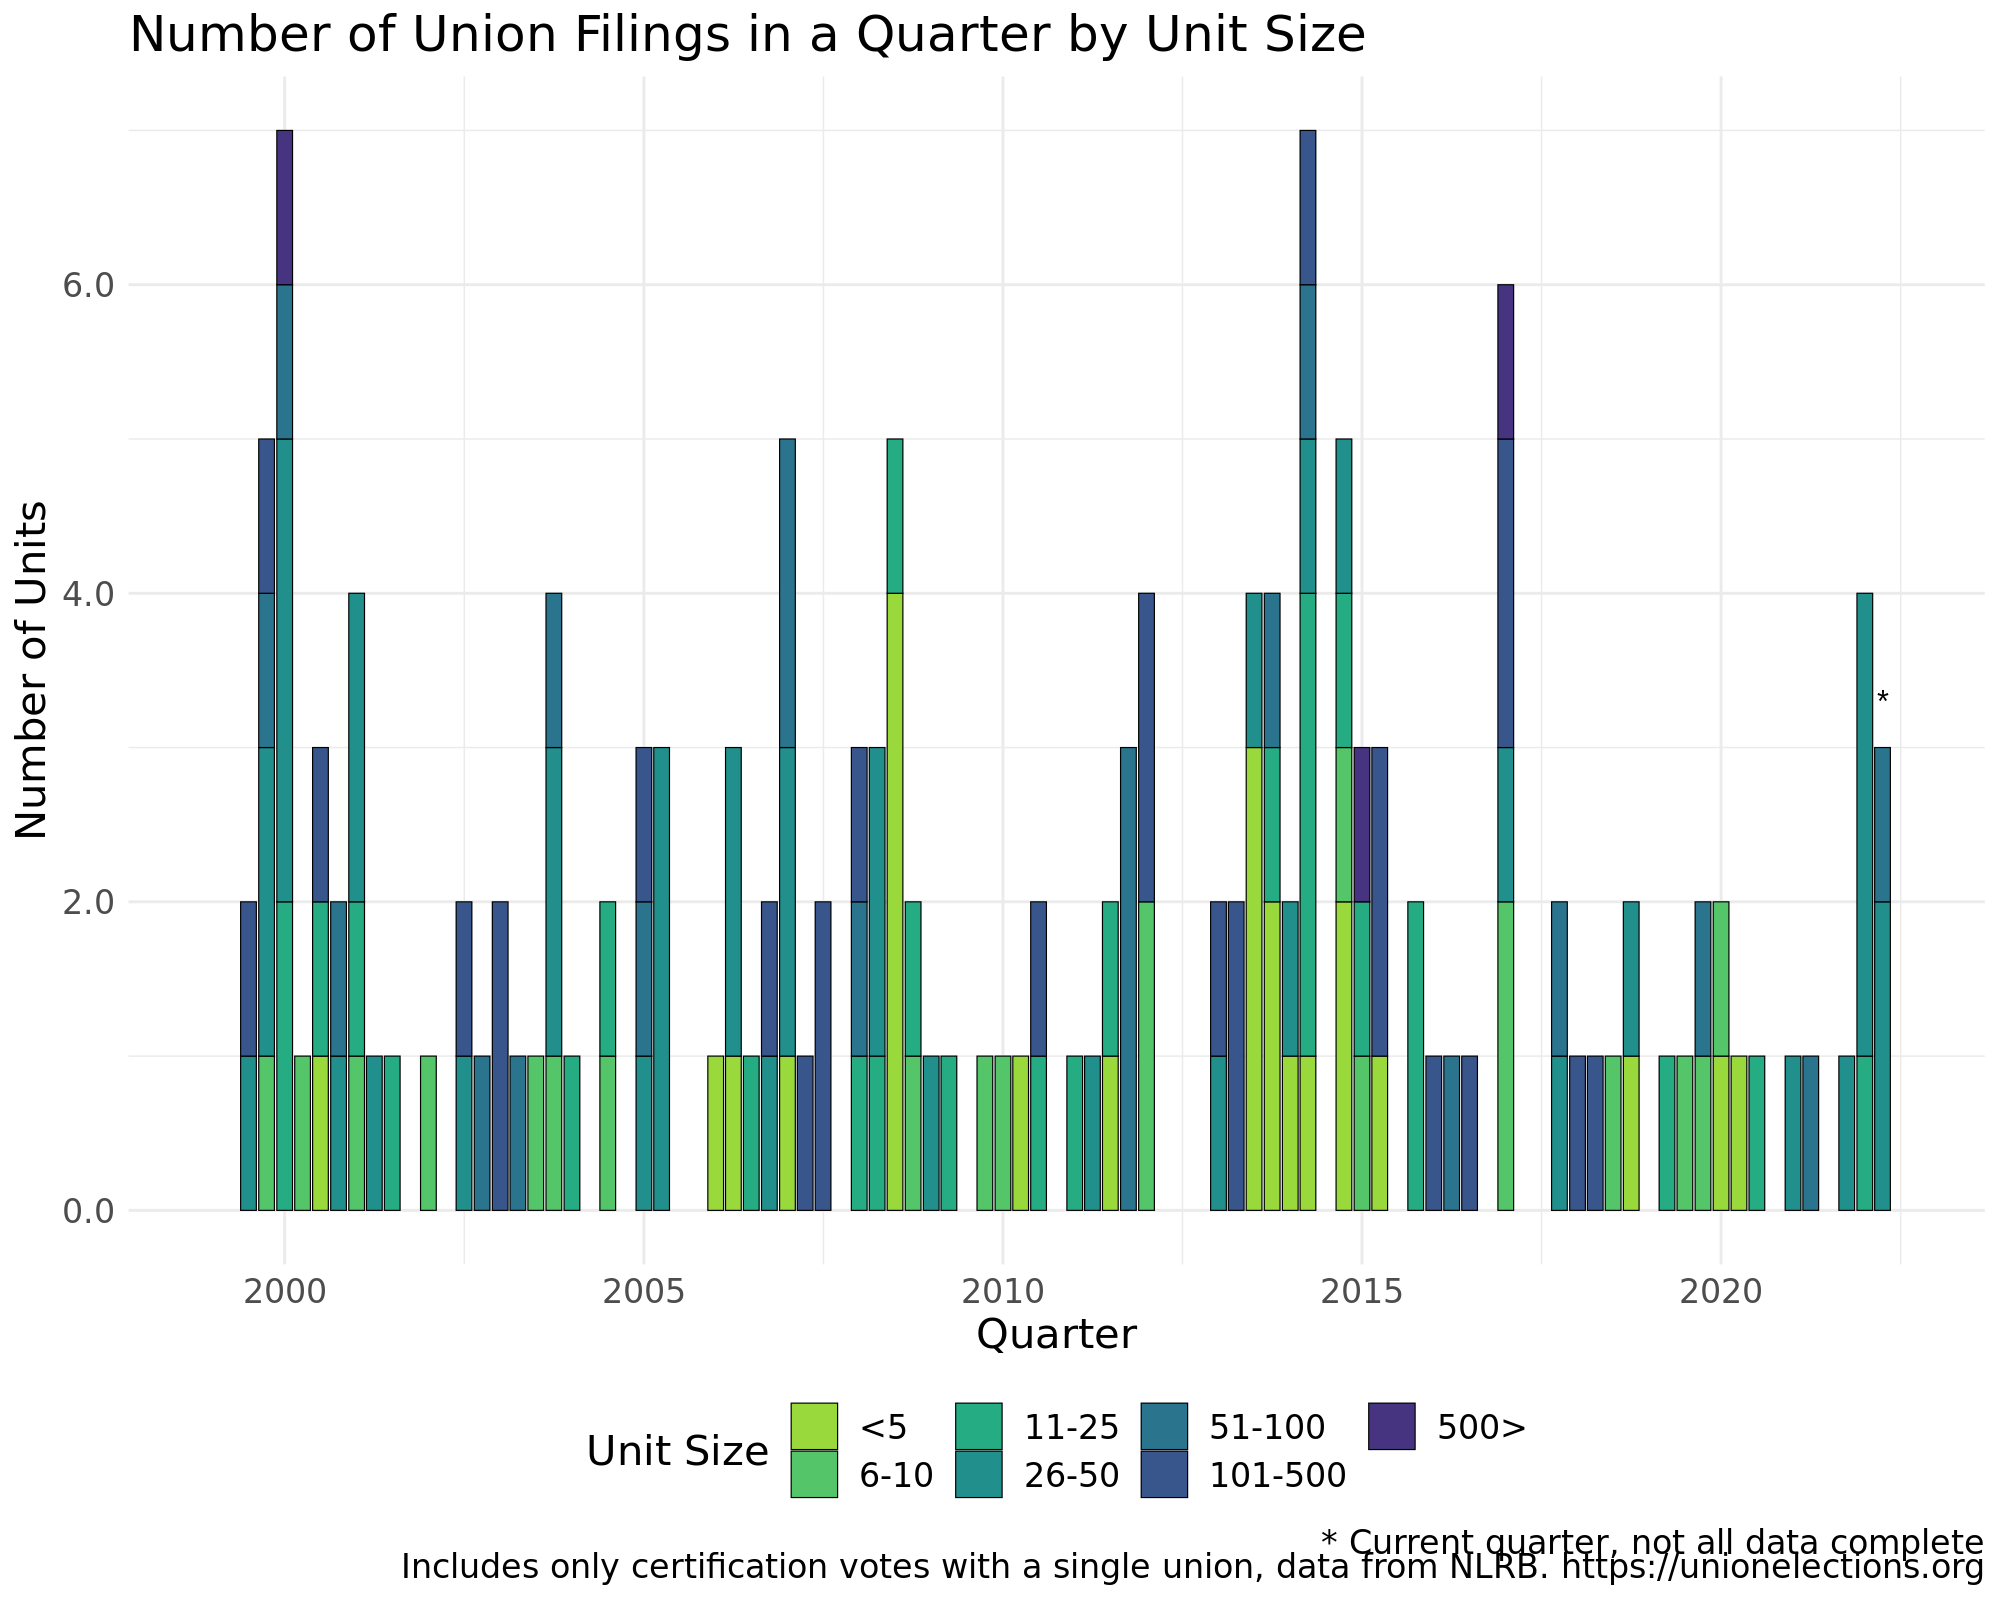 Number of Union Filings in a Quarter by Unit Size
Number of Units
6.0
4.0
2.0
0.0
*
2000 2005 2010 2015 2020
Quarter
Unit Size
<5 11-25 51-100 500>
6-10 26-50 101-500
* Current quarter, not all data complete
Includes only certification votes with a single union, data from NLRB. https://unionelections.org